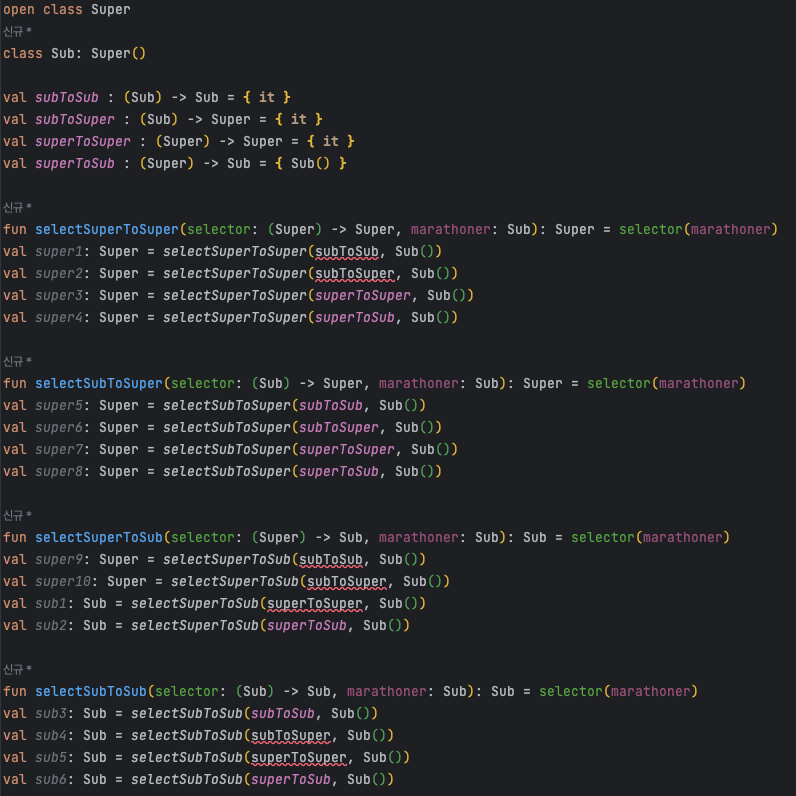 open class Super
신규 *
class Sub: Super()
val subToSub : (Sub) -> Sub = { it }
val subToSuper : (Sub) -> Super = { it }
val superToSuper : (Super) -> Super = { it }
val superToSub : (Super) -> Sub = { Sub() }
신규 *
fun selectSuperToSuper(selector: (Super) -> Super, marathoner: Sub): Super = selector(marathoner)
val super1: Super = selectSuperToSuper(subToSub, Sub())
val super2: Super = selectSuperToSuper(subToSuper, Sub())
val super3: Super = selectSuperToSuper(superToSuper, Sub())
val super4: Super = selectSuperToSuper(superToSub, Sub())
신규 *
fun selectSubToSuper(selector: (Sub) -> Super, marathoner: Sub): Super = selector(marathoner)
val super5: Super = selectSubToSuper(subToSub, Sub())
val super6: Super = selectSubToSuper(subToSuper, Sub())
val super7: Super = selectSubToSuper(superToSuper, Sub())
val super8: Super = selectSubToSuper(superToSub, Sub())
신규 *
fun selectSuperToSub(selector: (Super) -> Sub, marathoner: Sub): Sub = selector(marathoner)
val super9: Super = selectSuperToSub(subToSub, Sub())
val super10: Super = selectSuperToSub(subToSuper, Sub())
val sub1: Sub = selectSuperToSub(superToSuper, Sub())
val sub2: Sub = selectSuperToSub(superToSub, Sub())
신규 *
fun selectSubToSub(selector: (Sub) -> Sub, marathoner: Sub): Sub = selector(marathoner)
val sub3: Sub = selectSubToSub(subToSub, Sub())
val sub4: Sub = selectSubToSub(subToSuper, Sub())
val sub5: Sub = selectSubToSub(superToSuper, Sub())
val sub6: Sub = selectSubToSub(superToSub, Sub())